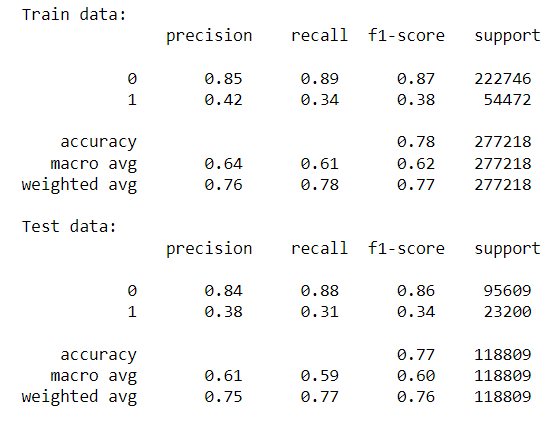 Train data:
precision recall f1-score support
0 0.85 0.89 0.87 222746
1 0.42 0.34 0.38 54472
accuracy 0.78 277218
macro avg 0.64 0.61 0.62 277218
weighted avg 0.76 0.78 0.77 277218
Test data:
precision recall f1-score support
0 0.84 0.88 0.86 95609
1 0.38 0.31 0.34 23200
accuracy 0.77 118809
macro avg 0.61 0.59 0.60 118809
weighted avg 0.75 0.77 0.76 118809